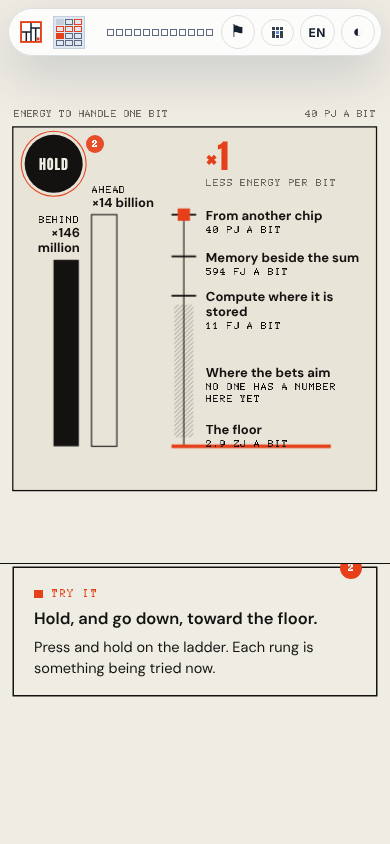 EN
ENERGY TO HANDLE ONE BIT
40 PJ A BIT
HOLD
2
AHEAD
×14 billion
BEHIND
×146
million
×1
LESS ENERGY PER BIT
From another chip
40 PJ A BIT
Memory beside the sum
594 FJ A BIT
Compute where it is
stored
11 FJ A BIT
Where the bets aim
NO ONE HAS A NUMBER
HERE YET
The floor
2.9 ZJ A BIT
2
TRY IT
Hold, and go down, toward the floor.
Press and hold on the ladder. Each rung is
something being tried now.